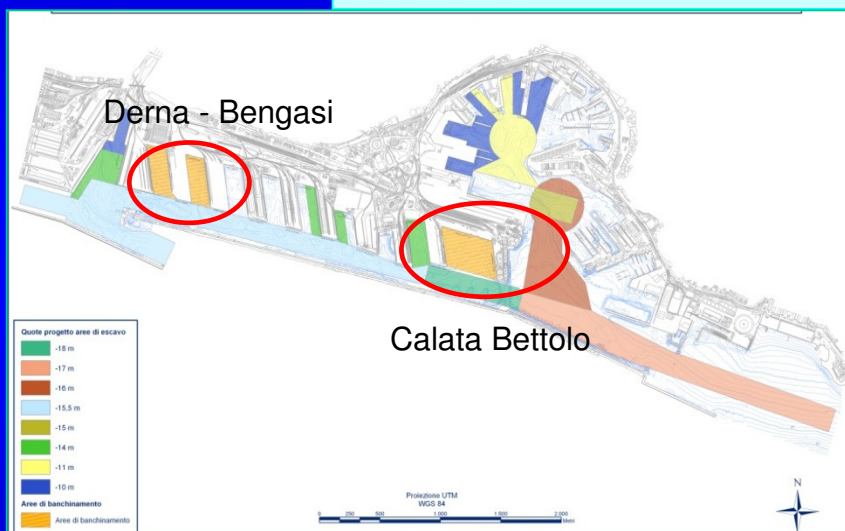 Derna - Bengasi
Calata Bettolo
Quote progetto aree di escavo
-18 m
-17 m
-16 m
-15,5 m
-15 m
-14 m
-11 m
-10 m
Aree di banchinamento
Aree di banchinamento
Proiezione UTM
WGS 84
0 250 500 1.000 1.500 2.000
Metri
N